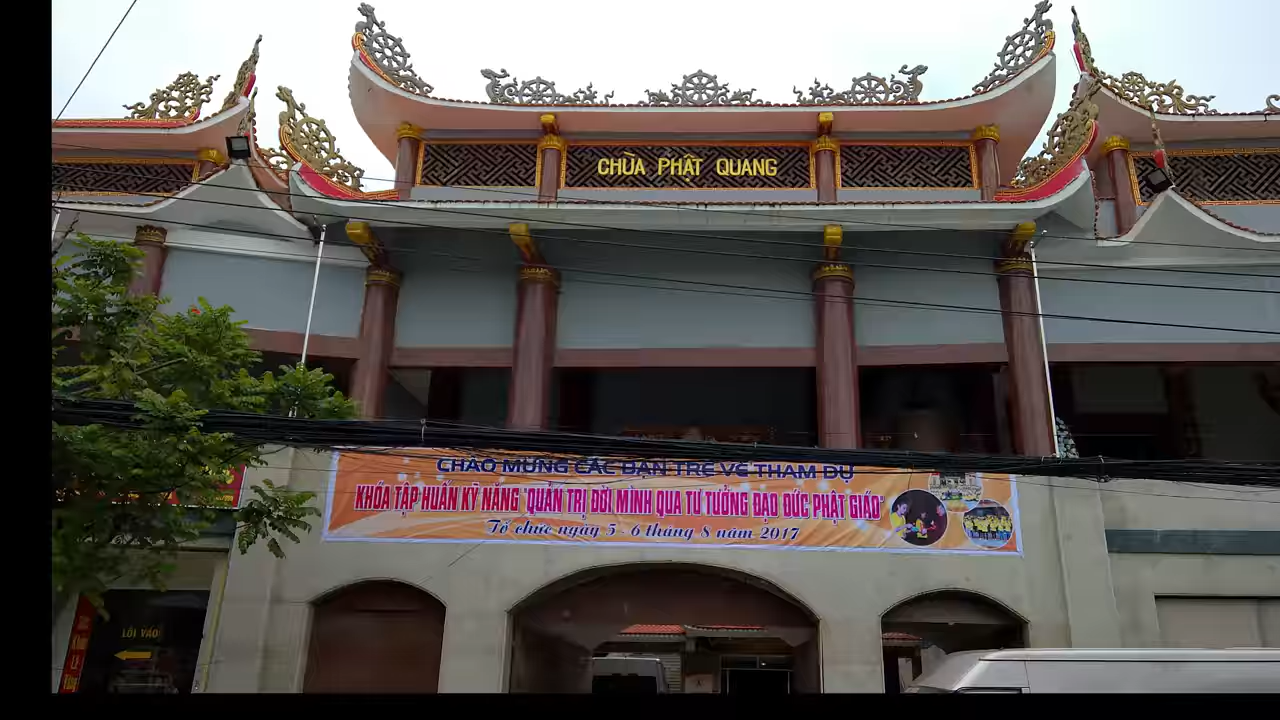 CHÙA PHẬT QUANG
CHÀO MỪNG CÁC BẠN TRẺ VỀ THAM DỰ
KHÓA TẬP HUẤN KỸ NĂNG "QUẢN TRỊ ĐỜI MÌNH QUA TƯ TƯỞNG ĐẠO ĐỨC PHẬT GIÁO"
Tổ chức ngày 5 - 6 tháng 8 năm 2017
LỐI VÀO